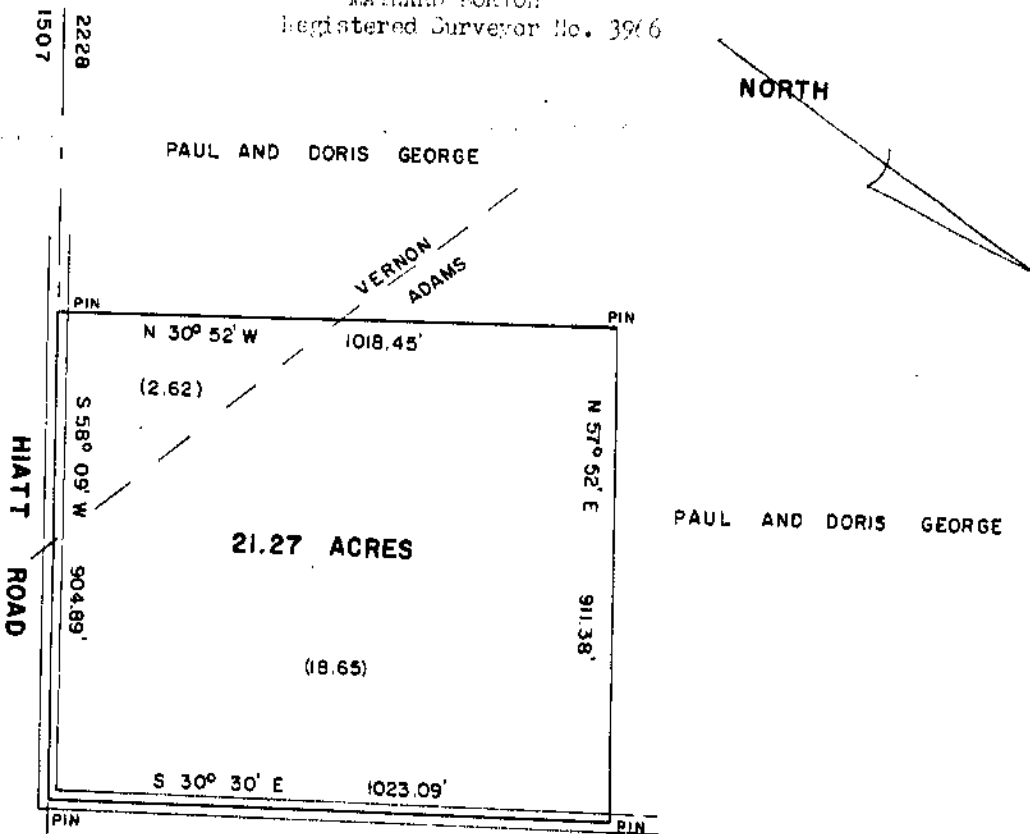 Registered Surveyor No. 3966
2228
1507
NORTH
PAUL AND DORIS GEORGE
VERNON
ADAMS
PIN
PIN
N 30° 52' W 1018.45'
(2.62)
S 58° 09' W 904.89'
N 57° 52' E 911.38'
HIATT ROAD
PAUL AND DORIS GEORGE
21.27 ACRES
(18.65)
S 30° 30' E 1023.09'
PIN
PIN